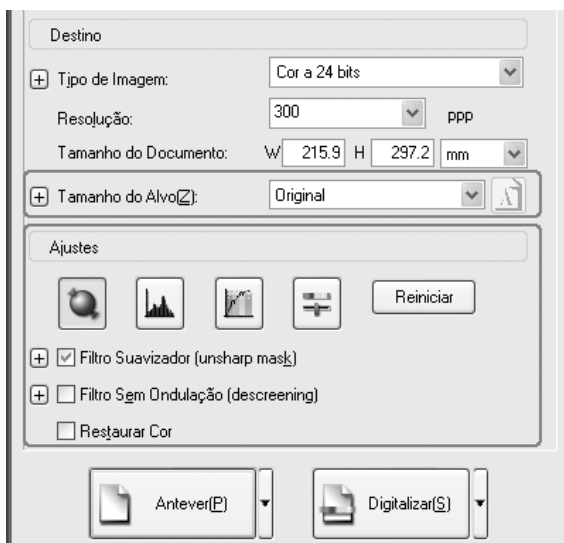 Destino
Tipo de Imagem: Cor a 24 bits
Resolução: 300 ppp
Tamanho do Documento: W 215.9 H 297.2 mm
Tamanho do Alvo(Z): Original
Ajustes
Reiniciar
Filtro Suavizador (unsharp mask)
Filtro Sem Ondulação (descreening)
Restaurar Cor
Antever(P) Digitalizar(S)